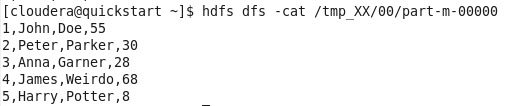 [cloudera@quickstart ~]$ hdfs dfs -cat /tmp_XX/00/part-m-00000
1,John,Doe,55
2,Peter,Parker,30
3,Anna,Garner,28
4,James,Weirdo,68
5,Harry,Potter,8